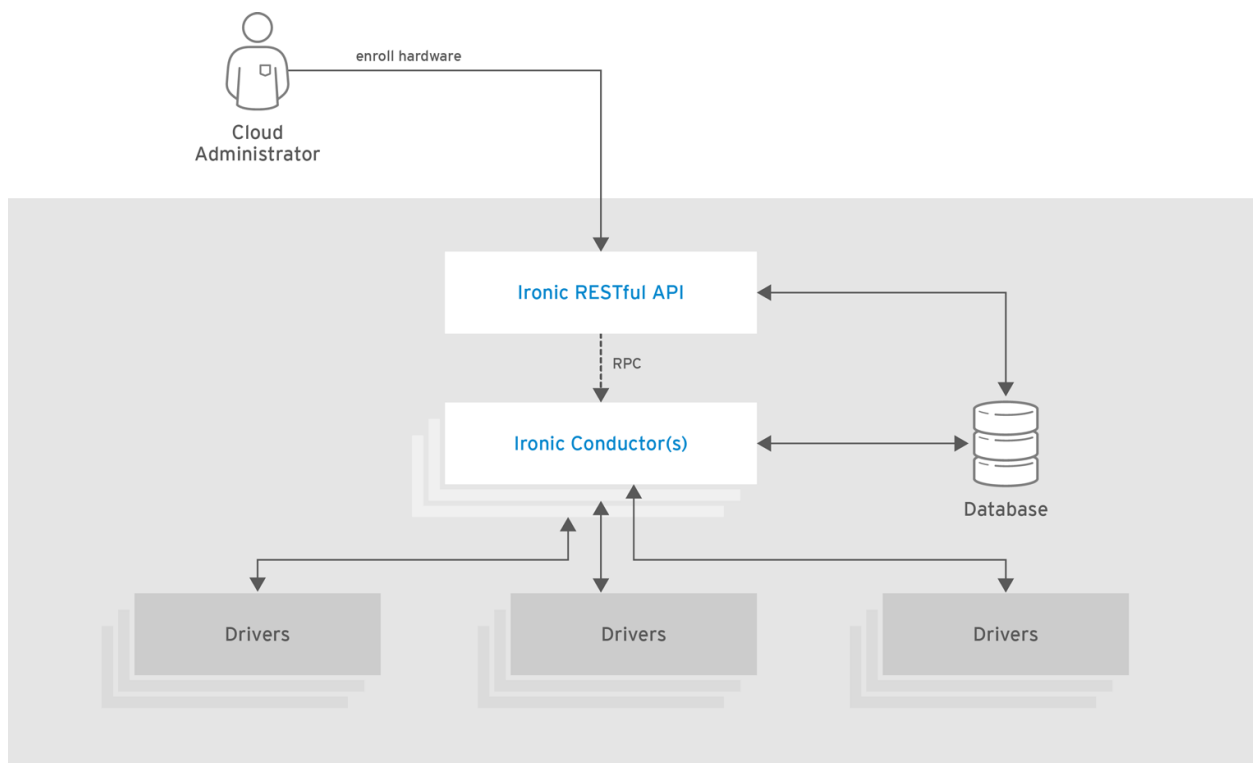 enroll hardware
Cloud
Administrator
Ironic RESTful API
RPC
Ironic Conductor(s)
Database
Drivers
Drivers
Drivers